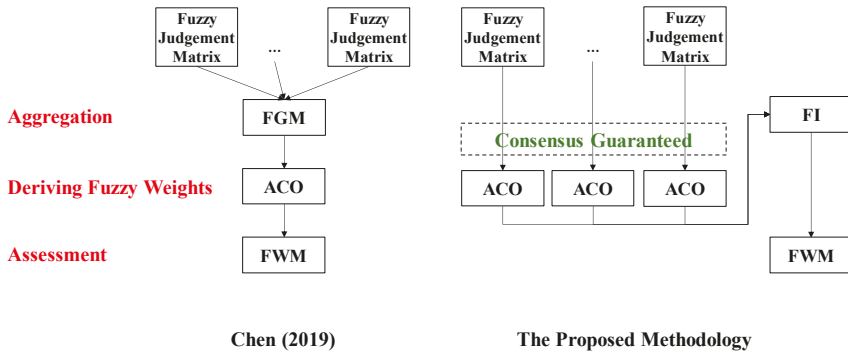 Fuzzy
Judgement
Matrix
...
Fuzzy
Judgement
Matrix
Fuzzy
Judgement
Matrix
...
Fuzzy
Judgement
Matrix
Aggregation
FGM
FI
Consensus Guaranteed
Deriving Fuzzy Weights
ACO
ACO
ACO
ACO
Assessment
FWM
FWM
Chen (2019)
The Proposed Methodology